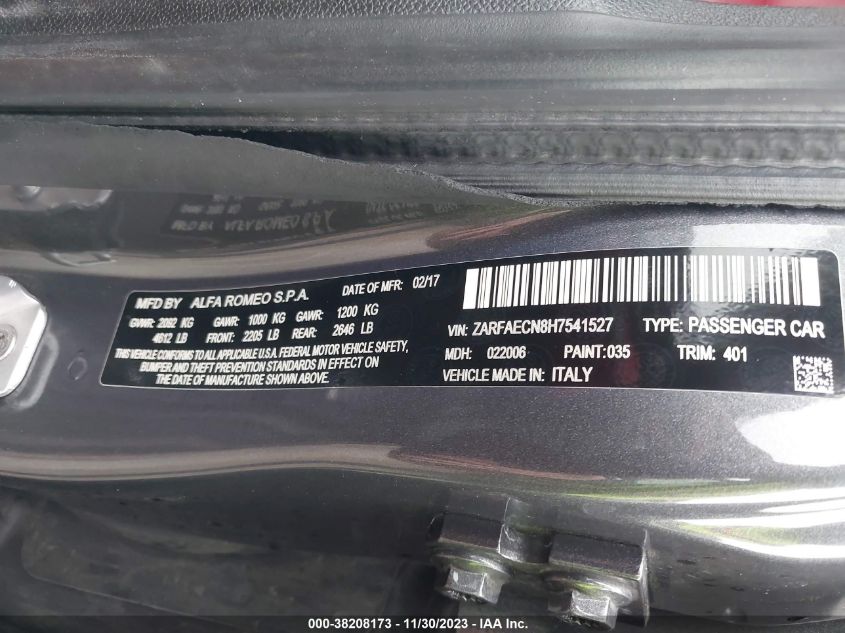 MFD BY ALFA ROMEO S.P.A. DATE OF MFR: 02/17
GVWR: 2082 KG GAWR: 1000 KG GAWR: 1200 KG
4612 LB FRONT: 2205 LB REAR: 2646 LB
THIS VEHICLE CONFORMS TO ALL APPLICABLE U.S.A. FEDERAL MOTOR VEHICLE SAFETY,
BUMPER AND THEFT PREVENTION STANDARDS IN EFFECT ON
THE DATE OF MANUFACTURE SHOWN ABOVE.
VIN: ZARFAECN8H7541527 TYPE: PASSENGER CAR
MDH: 022006 PAINT:035 TRIM: 401
VEHICLE MADE IN: ITALY
000-38208173 - 11/30/2023 - IAA Inc.